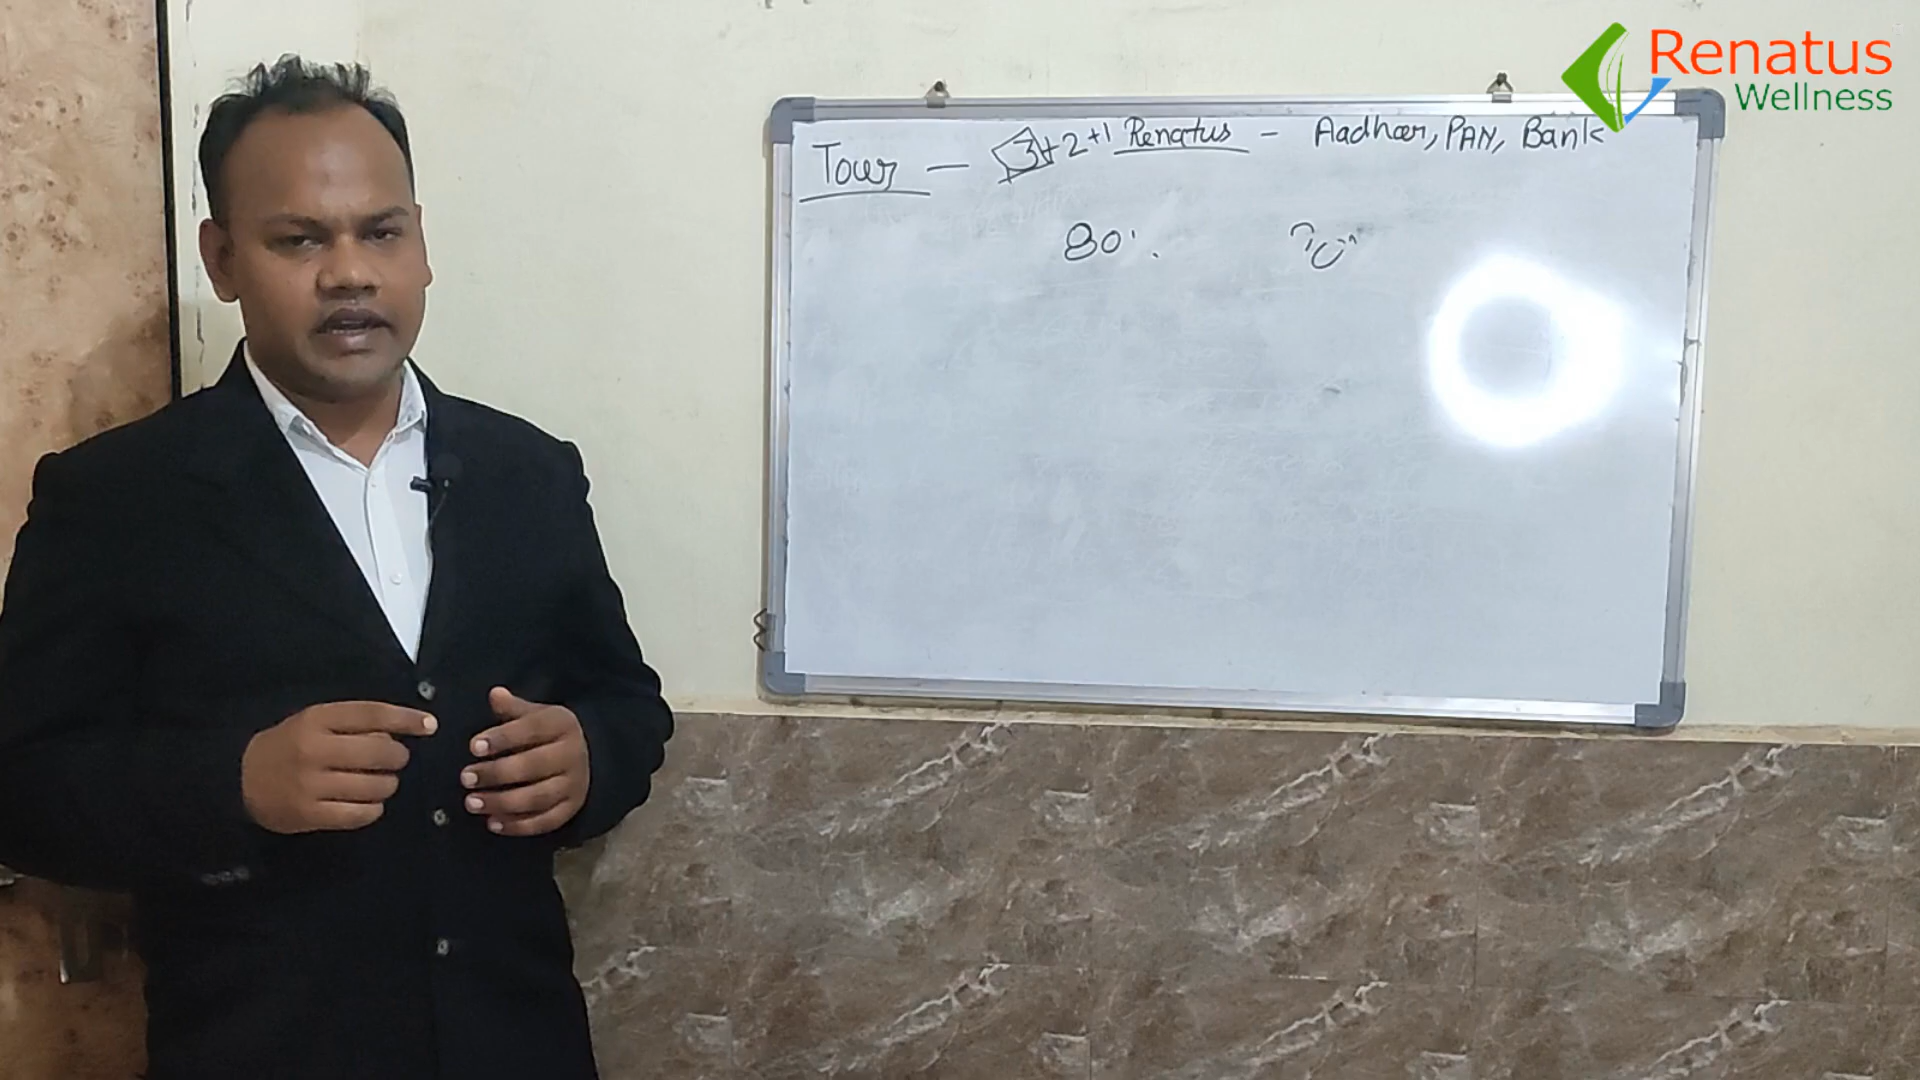 Renatus
Wellness
Tour — 3+2+1 Renatus - Aadhaar, PAN, Bank
80%